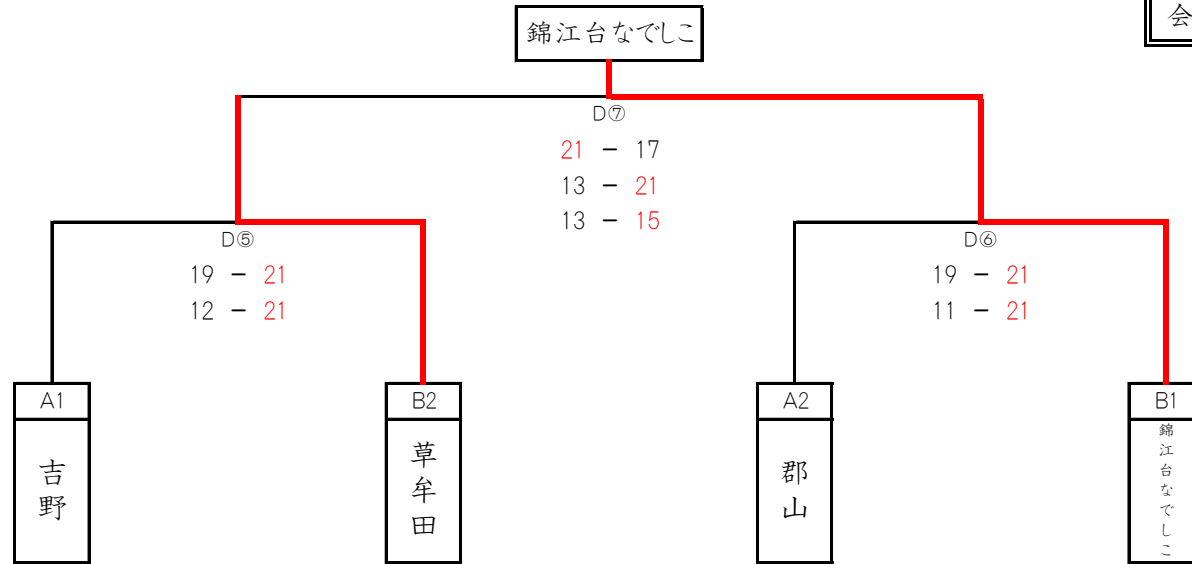 会
錦江台なでしこ
D⑦
21 － 17
13 － 21
13 － 15
D⑤
19 － 21
12 － 21
D⑥
19 － 21
11 － 21
A1
吉野
B2
草牟田
A2
郡山
B1
錦江台なでしこ